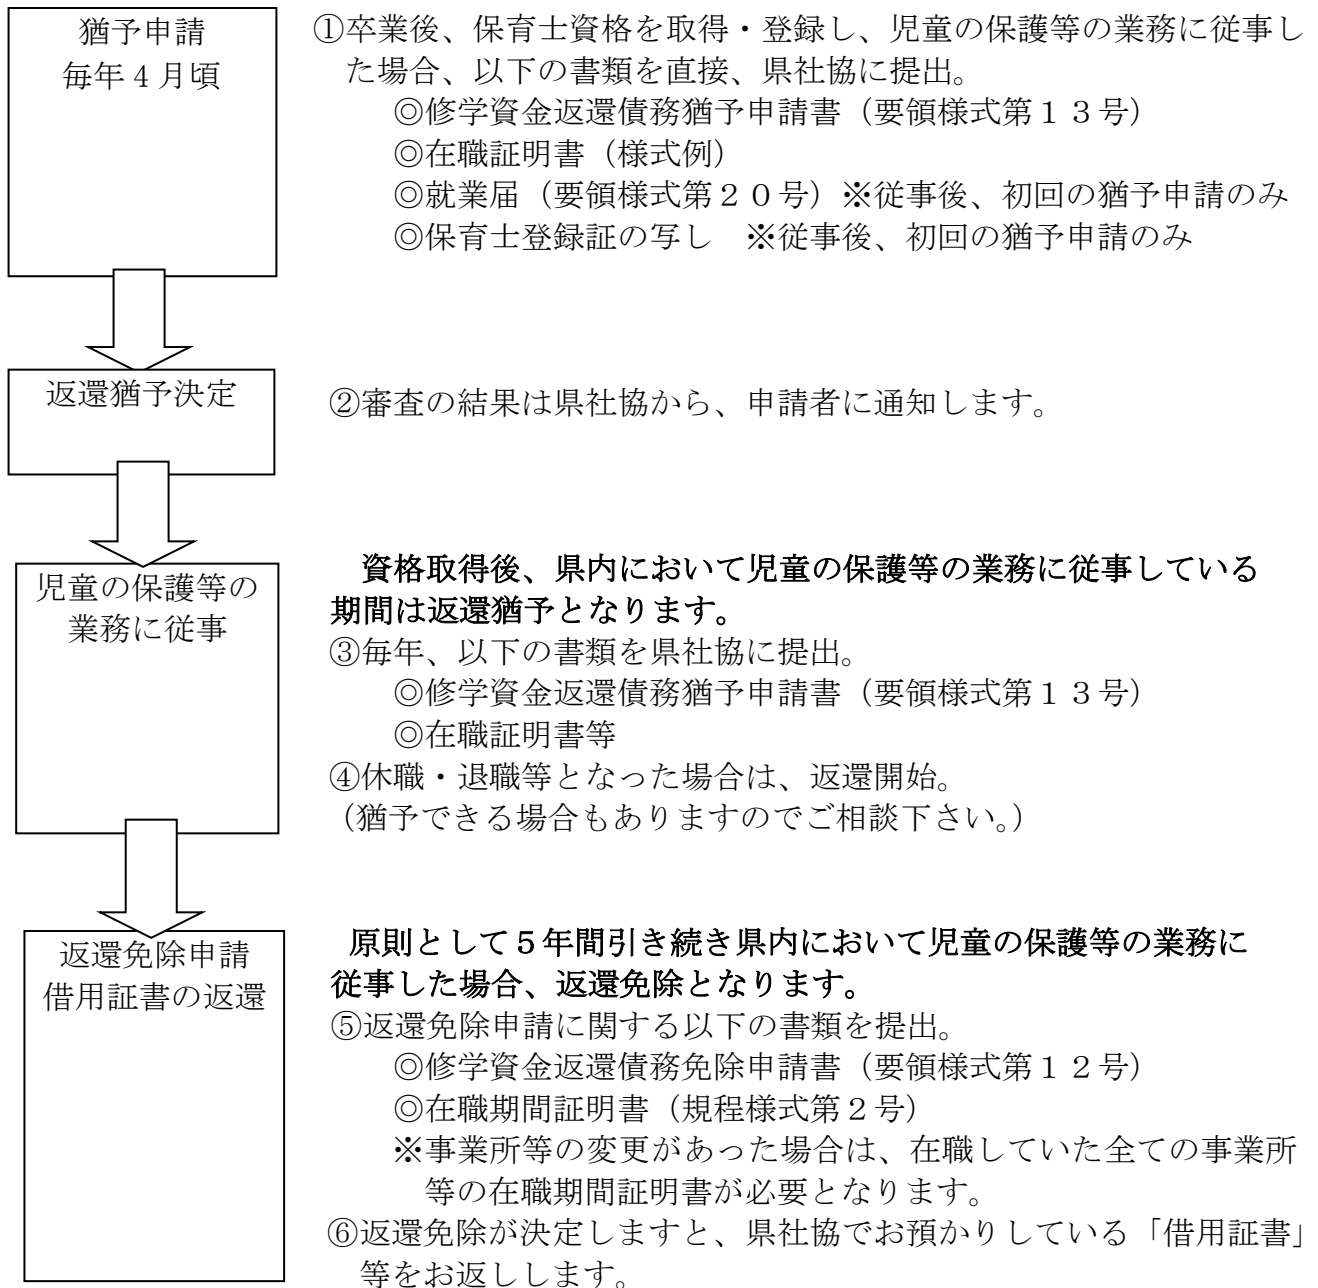 猶予申請
毎年4月頃
①卒業後、保育士資格を取得・登録し、児童の保護等の業務に従事し
た場合、以下の書類を直接、県社協に提出。
◎修学資金返還債務猶予申請書（要領様式第１３号）
◎在職証明書（様式例）
◎就業届（要領様式第２０号）※従事後、初回の猶予申請のみ
◎保育士登録証の写し　※従事後、初回の猶予申請のみ
返還猶予決定
②審査の結果は県社協から、申請者に通知します。
児童の保護等の
業務に従事
資格取得後、県内において児童の保護等の業務に従事している
期間は返還猶予となります。
③毎年、以下の書類を県社協に提出。
◎修学資金返還債務猶予申請書（要領様式第１３号）
◎在職証明書等
④休職・退職等となった場合は、返還開始。
（猶予できる場合もありますのでご相談下さい。）
返還免除申請
借用証書の返還
原則として５年間引き続き県内において児童の保護等の業務に
従事した場合、返還免除となります。
⑤返還免除申請に関する以下の書類を提出。
◎修学資金返還債務免除申請書（要領様式第１２号）
◎在職期間証明書（規程様式第２号）
※事業所等の変更があった場合は、在職していた全ての事業所
等の在職期間証明書が必要となります。
⑥返還免除が決定しますと、県社協でお預かりしている「借用証書」
等をお返しします。